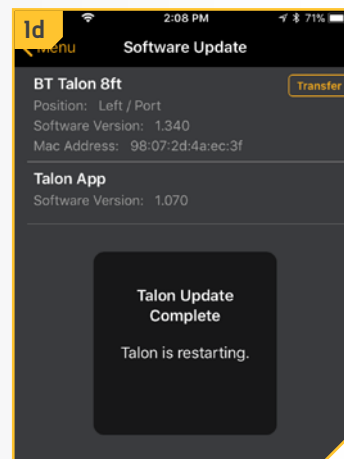 1d
2:08 PM
71%
Menu
Software Update
BT Talon 8ft
Transfer
Position: Left / Port
Software Version: 1.340
Mac Address: 98:07:2d:4a:ec:3f
Talon App
Software Version: 1.070
Talon Update
Complete
Talon is restarting.